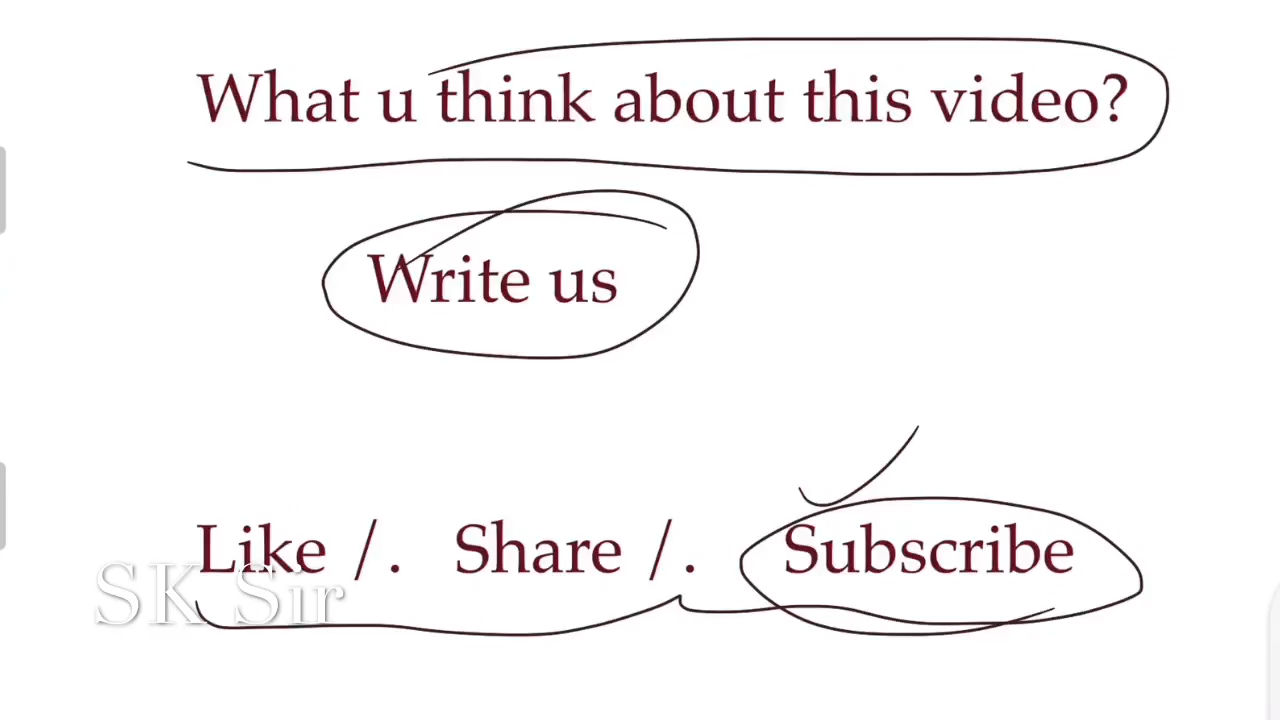 What u think about this video?
Write us
Like /. Share /. Subscribe
SK Sir